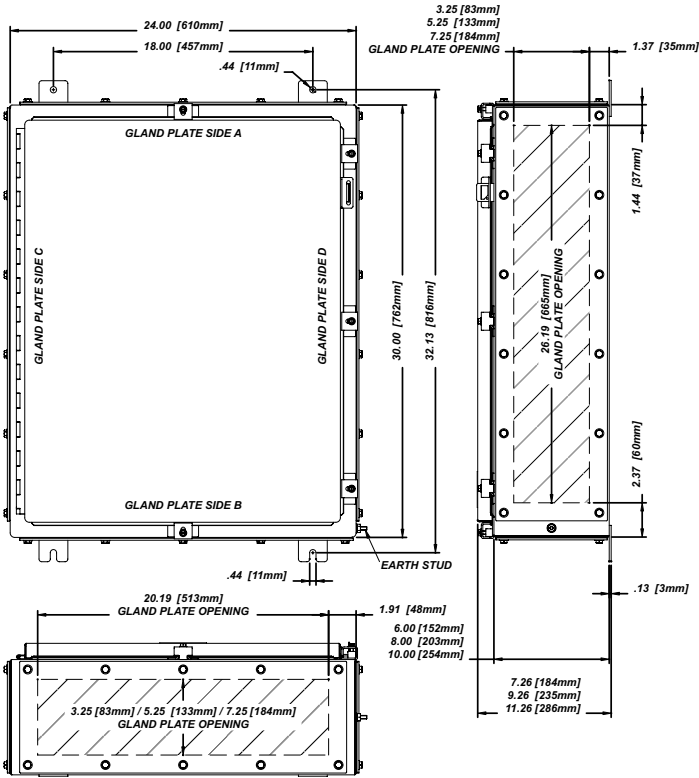 24.00 [610mm]
18.00 [457mm]
.44 [11mm]
3.25 [83mm]
5.25 [133mm]
7.25 [184mm]
GLAND PLATE OPENING
1.37 [35mm]
GLAND PLATE SIDE A
GLAND PLATE SIDE C
GLAND PLATE SIDE D
30.00 [762mm]
32.13 [816mm]
1.44 [37mm]
26.19 [665mm]
GLAND PLATE OPENING
2.37 [60mm]
GLAND PLATE SIDE B
EARTH STUD
.44 [11mm]
.13 [3mm]
20.19 [513mm]
GLAND PLATE OPENING
1.91 [48mm]
6.00 [152mm]
8.00 [203mm]
10.00 [254mm]
7.26 [184mm]
9.26 [235mm]
11.26 [286mm]
3.25 [83mm] / 5.25 [133mm] / 7.25 [184mm]
GLAND PLATE OPENING